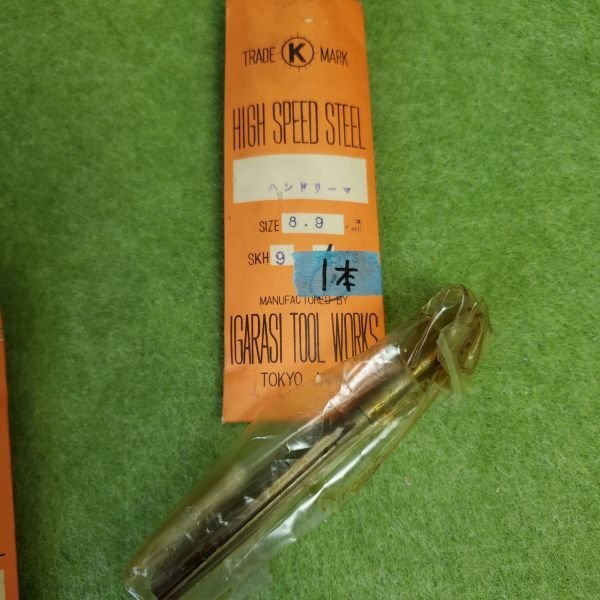 TRADE K MARK
HIGH SPEED STEEL
ハンドリーマ
SIZE 8.9
SKH 9
1本
MANUFACTURED BY
IGARASI TOOL WORKS
TOKYO